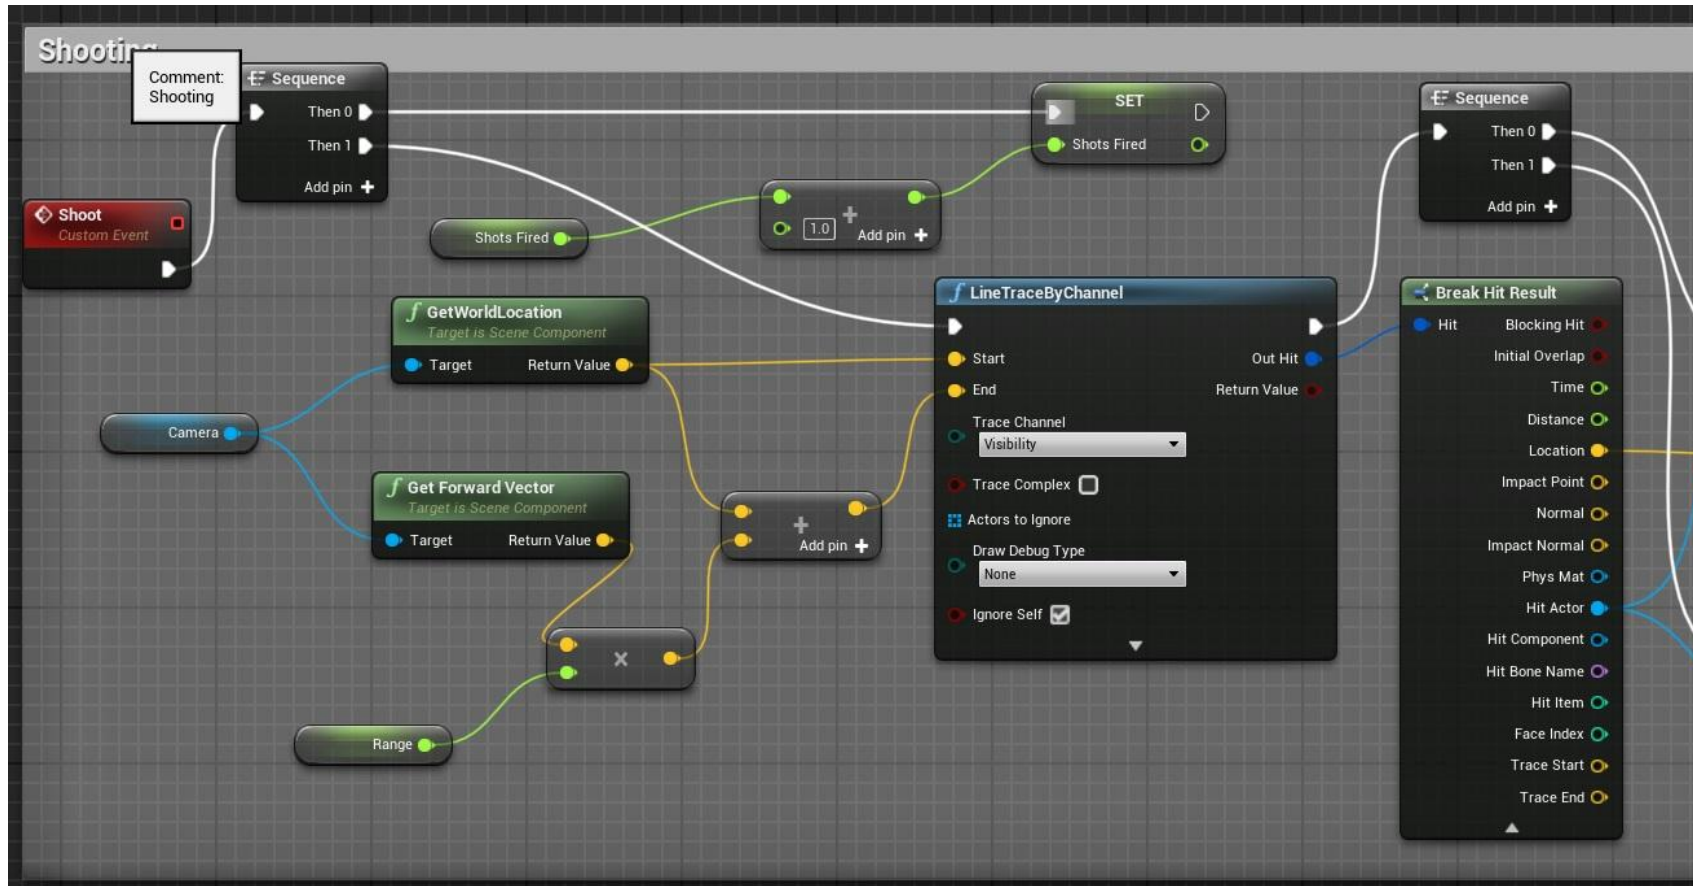 Shooting
Comment:
Shooting
Sequence
Then 0
Then 1
Add pin
Shoot
Custom Event
SET
Shots Fired
Shots Fired
1.0
Add pin
Sequence
Then 0
Then 1
Add pin
GetWorldLocation
Target is Scene Component
Target
Return Value
Camera
Get Forward Vector
Target is Scene Component
Target
Return Value
Add pin
Range
LineTraceByChannel
Start
Out Hit
End
Return Value
Trace Channel
Visibility
Trace Complex
Actors to Ignore
Draw Debug Type
None
Ignore Self
Break Hit Result
Hit
Blocking Hit
Initial Overlap
Time
Distance
Location
Impact Point
Normal
Impact Normal
Phys Mat
Hit Actor
Hit Component
Hit Bone Name
Hit Item
Face Index
Trace Start
Trace End